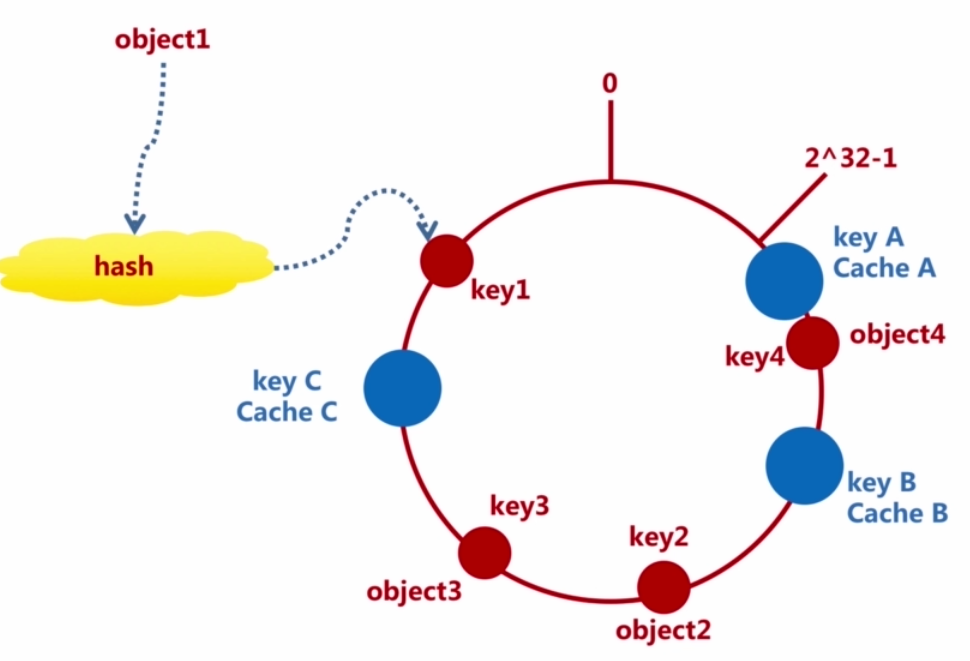 object1
0
2^32-1
key A
Cache A
hash
key1
object4
key4
key C
Cache C
key B
Cache B
key3
key2
object3
object2